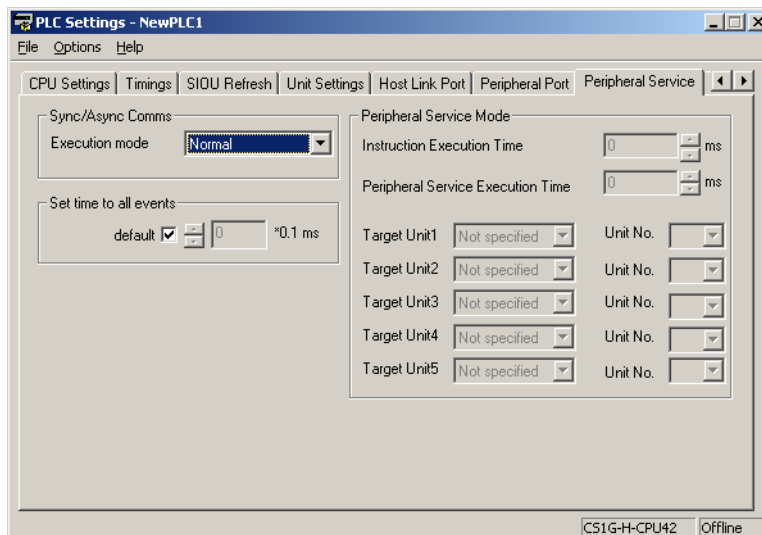 PLC Settings - NewPLC1
File Options Help
CPU Settings Timings SIOU Refresh Unit Settings Host Link Port Peripheral Port Peripheral Service
Sync/Async Comms
Execution mode Normal
Set time to all events
default 0 *0.1 ms
Peripheral Service Mode
Instruction Execution Time 0 ms
Peripheral Service Execution Time 0 ms
Target Unit1 Not specified Unit No.
Target Unit2 Not specified Unit No.
Target Unit3 Not specified Unit No.
Target Unit4 Not specified Unit No.
Target Unit5 Not specified Unit No.
CS1G-H-CPU42 Offline